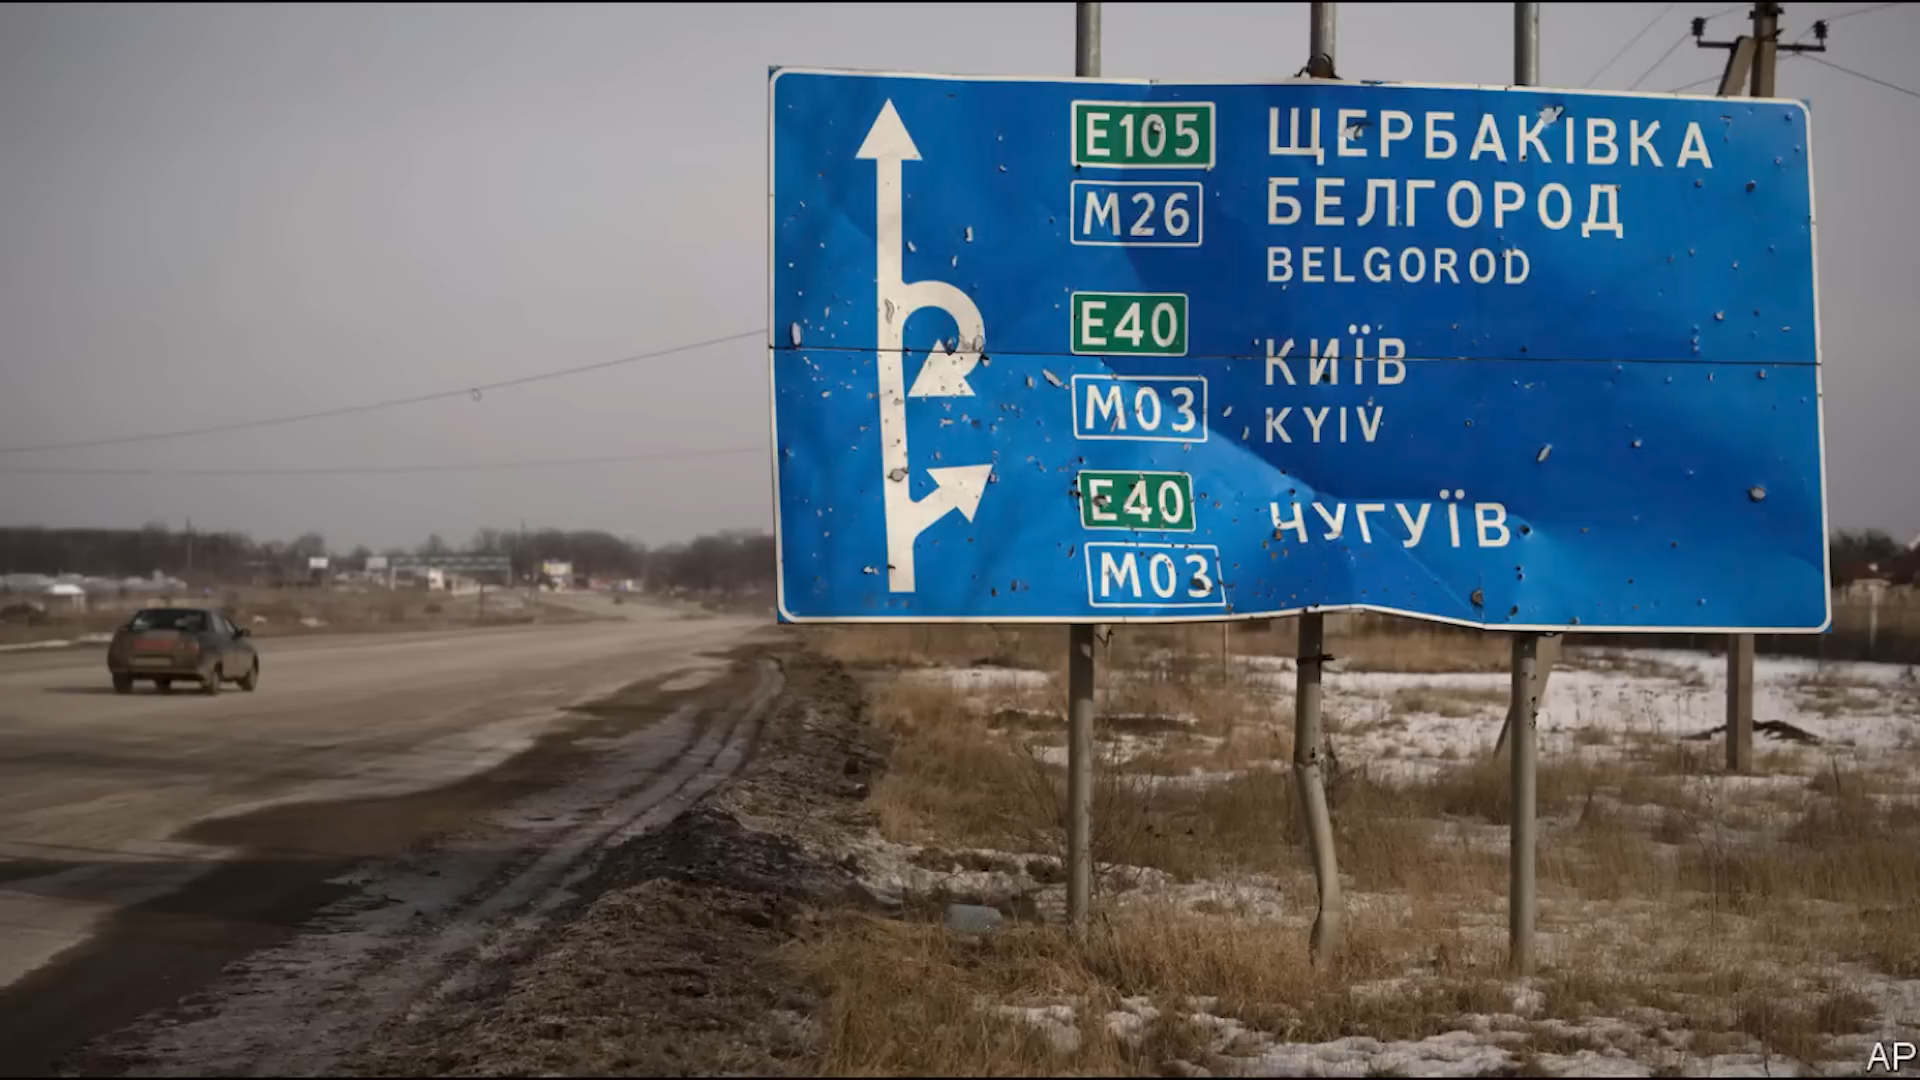 E105 ЩЕРБАКІВКА
M26 БЕЛГОРОД
BELGOROD
E40 КИЇВ
M03 KYIV
E40 ЧУГУЇВ
M03
AP